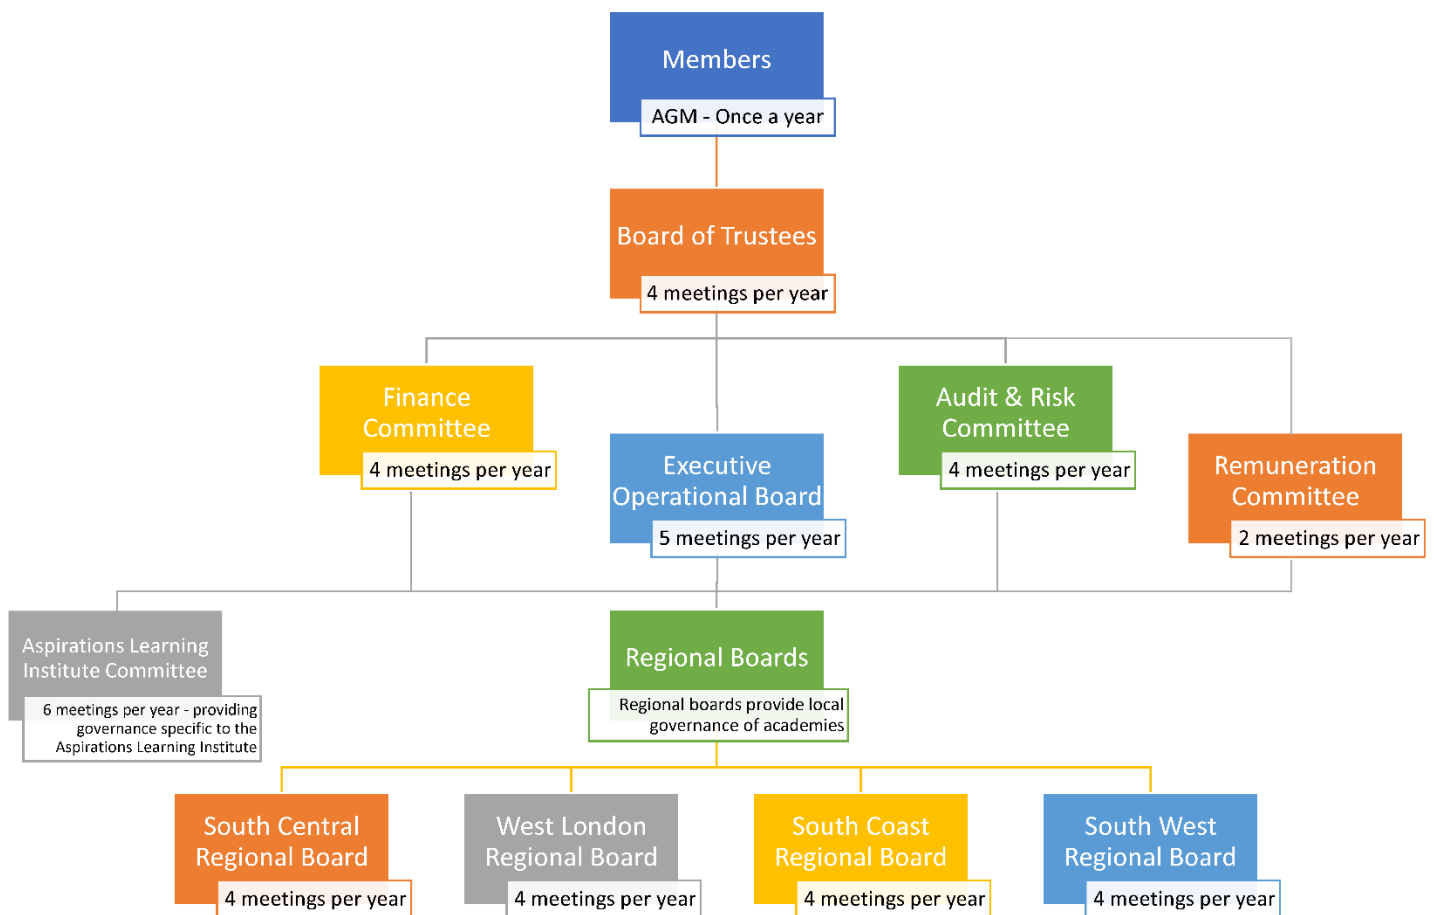 Members
AGM - Once a year
Board of Trustees
4 meetings per year
Finance
Committee
4 meetings per year
Executive
Operational Board
5 meetings per year
Audit & Risk
Committee
4 meetings per year
Remuneration
Committee
2 meetings per year
Aspirations Learning
Institute Committee
6 meetings per year - providing
governance specific to the
Aspirations Learning Institute
Regional Boards
Regional boards provide local
governance of academies
South Central
Regional Board
4 meetings per year
West London
Regional Board
4 meetings per year
South Coast
Regional Board
4 meetings per year
South West
Regional Board
4 meetings per year